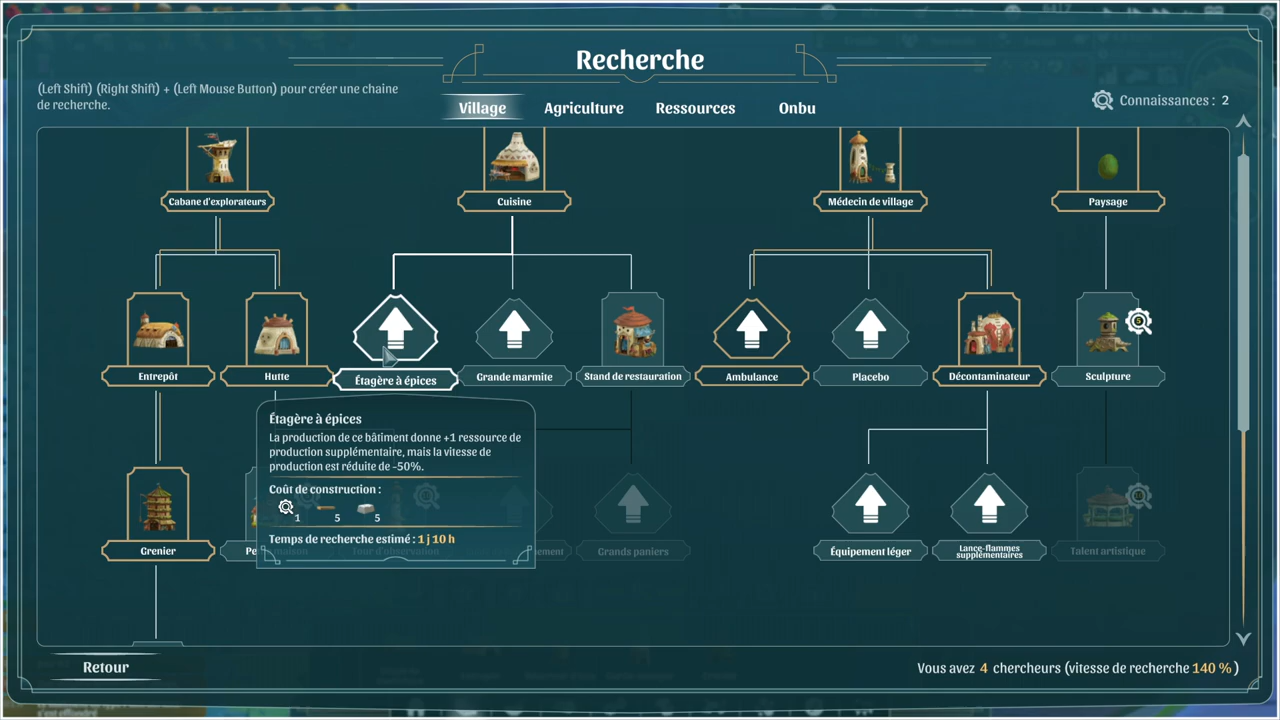 Recherche
(Left Shift) (Right Shift) + (Left Mouse Button) pour créer une chaine
de recherche.
Village
Agriculture
Ressources
Onbu
Connaissances : 2
Cabane d'explorateurs
Cuisine
Médecin de village
Paysage
5
Entrepôt
Hutte
Étagère à épices
Grande marmite
Stand de restauration
Ambulance
Placebo
Décontaminateur
Sculpture
Étagère à épices
La production de ce bâtiment donne +1 ressource de
production supplémentaire, mais la vitesse de
production est réduite de -50%.
Coût de construction :
1 5 5
Temps de recherche estimé : 1 j 10 h
Grenier
Tour d'observation
Grands paniers
Équipement léger
Lance-flammes
supplémentaires
Talent artistique
Retour
Vous avez 4 chercheurs (vitesse de recherche 140 % )